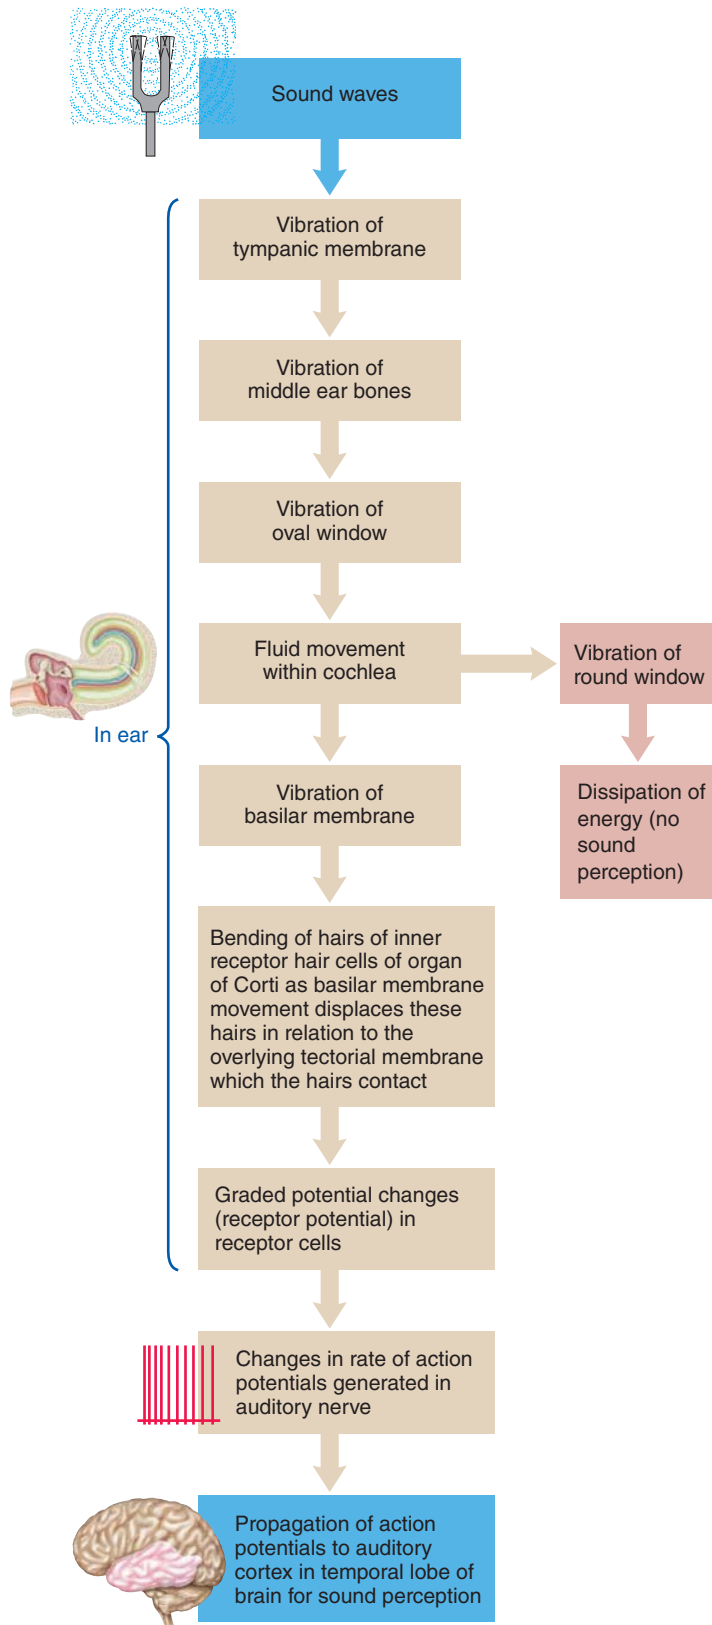 Sound waves
Vibration of
tympanic membrane
Vibration of
middle ear bones
Vibration of
oval window
Fluid movement
within cochlea
Vibration of
round window
In ear
Vibration of
basilar membrane
Dissipation of
energy (no
sound
perception)
Bending of hairs of inner
receptor hair cells of organ
of Corti as basilar membrane
movement displaces these
hairs in relation to the
overlying tectorial membrane
which the hairs contact
Graded potential changes
(receptor potential) in
receptor cells
Changes in rate of action
potentials generated in
auditory nerve
Propagation of action
potentials to auditory
cortex in temporal lobe of
brain for sound perception